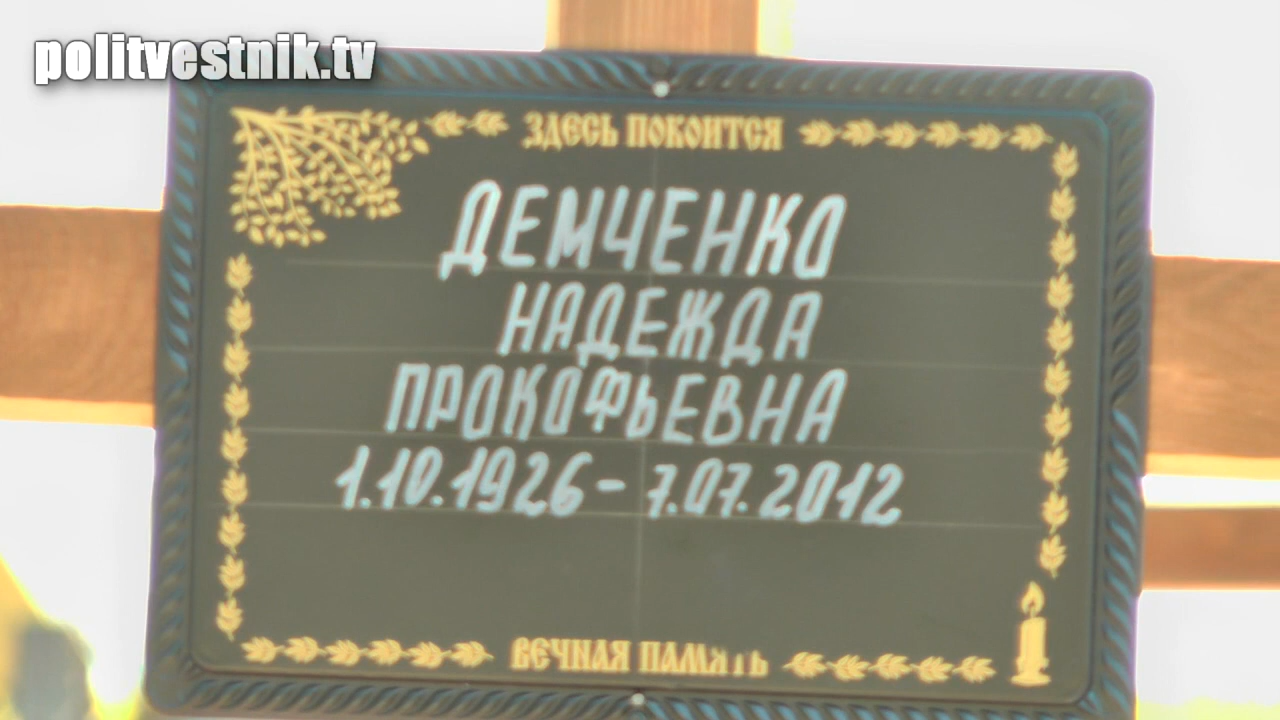 politvestnik.tv
ЗДЕСЬ ПОКОИТСЯ
ДЕМЧЕНКО
НАДЕЖДА
ПРОКОФЬЕВНА
1.10.1926 - 7.07.2012
ВЕЧНАЯ ПАМЯТЬ